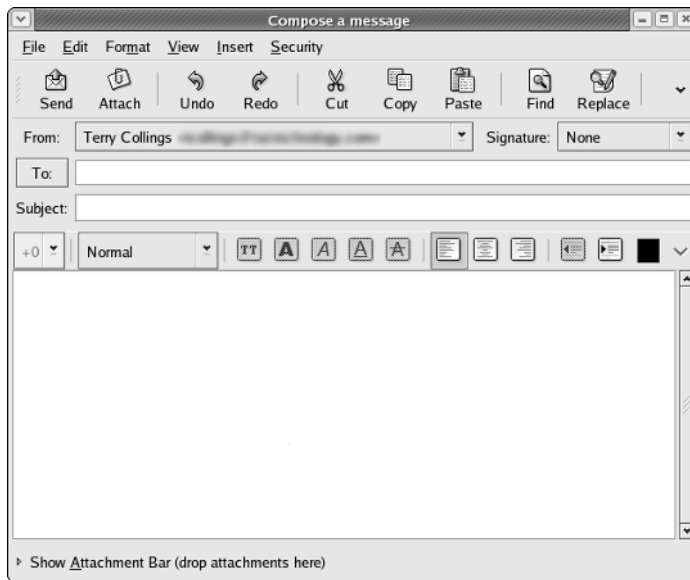 Compose a message
File Edit Format View Insert Security
Send Attach Undo Redo Cut Copy Paste Find Replace
From: Terry Collings Signature: None
To:
Subject:
+0 Normal TT A A A A
Show Attachment Bar (drop attachments here)